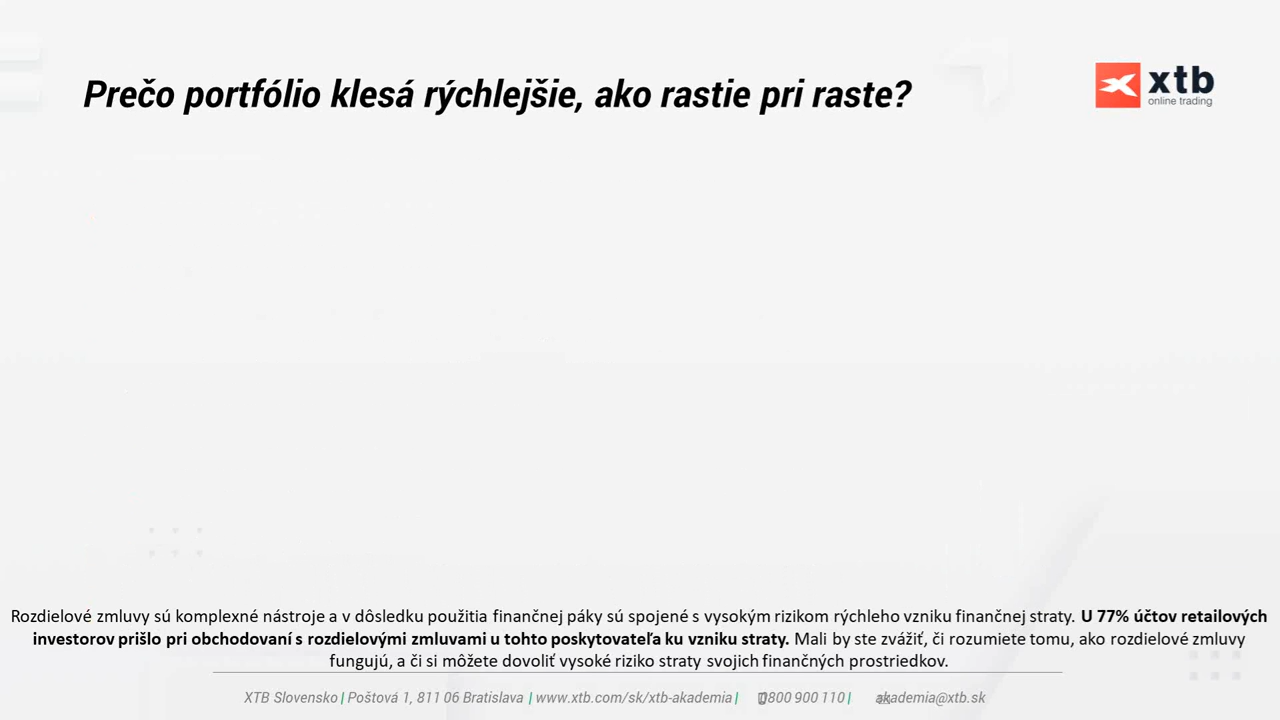 Prečo portfólio klesá rýchlejšie, ako rastie pri raste?
xtb
online trading
Rozdielové zmluvy sú komplexné nástroje a v dôsledku použitia finančnej páky sú spojené s vysokým rizikom rýchleho vzniku finančnej straty. U 77% účtov retailových
investorov prišlo pri obchodovaní s rozdielovými zmluvami u tohto poskytovateľa ku vzniku straty. Mali by ste zvážiť, či rozumiete tomu, ako rozdielové zmluvy
fungujú, a či si môžete dovoliť vysoké riziko straty svojich finančných prostriedkov.
XTB Slovensko | Poštová 1, 811 06 Bratislava | www.xtb.com/sk/xtb-akademia | 0800 900 110 | akademia@xtb.sk